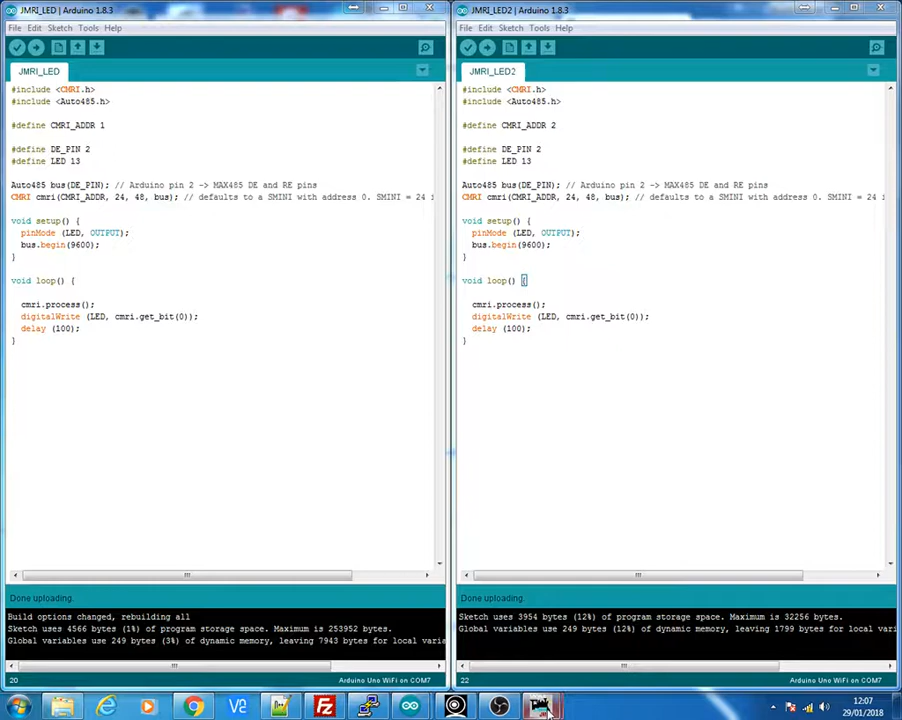 JMRI_LED | Arduino 1.8.3
File Edit Sketch Tools Help
JMRI_LED
#include <CMRI.h>
#include <Auto485.h>
#define CMRI_ADDR 1
#define DE_PIN 2
#define LED 13
Auto485 bus(DE_PIN); // Arduino pin 2 -> MAX485 DE and RE pins
CMRI cmri(CMRI_ADDR, 24, 48, bus); // defaults to a SMINI with address 0. SMINI = 24 i
void setup() {
pinMode (LED, OUTPUT);
bus.begin(9600);
}
void loop() {
cmri.process();
digitalWrite (LED, cmri.get_bit(0));
delay (100);
}
Done uploading.
Build options changed, rebuilding all
Sketch uses 4566 bytes (1%) of program storage space. Maximum is 253952 bytes.
Global variables use 249 bytes (3%) of dynamic memory, leaving 7943 bytes for local varia
20
Arduino Uno WiFi on COM7
JMRI_LED2 | Arduino 1.8.3
File Edit Sketch Tools Help
JMRI_LED2
#include <CMRI.h>
#include <Auto485.h>
#define CMRI_ADDR 2
#define DE_PIN 2
#define LED 13
Auto485 bus(DE_PIN); // Arduino pin 2 -> MAX485 DE and RE pins
CMRI cmri(CMRI_ADDR, 24, 48, bus); // defaults to a SMINI with address 0. SMINI = 24 i
void setup() {
pinMode (LED, OUTPUT);
bus.begin(9600);
}
void loop() {
cmri.process();
digitalWrite (LED, cmri.get_bit(0));
delay (100);
}
Done uploading.
Sketch uses 3954 bytes (12%) of program storage space. Maximum is 32256 bytes.
Global variables use 249 bytes (12%) of dynamic memory, leaving 1799 bytes for local var
22
Arduino Uno WiFi on COM7
12:07
29/01/2018